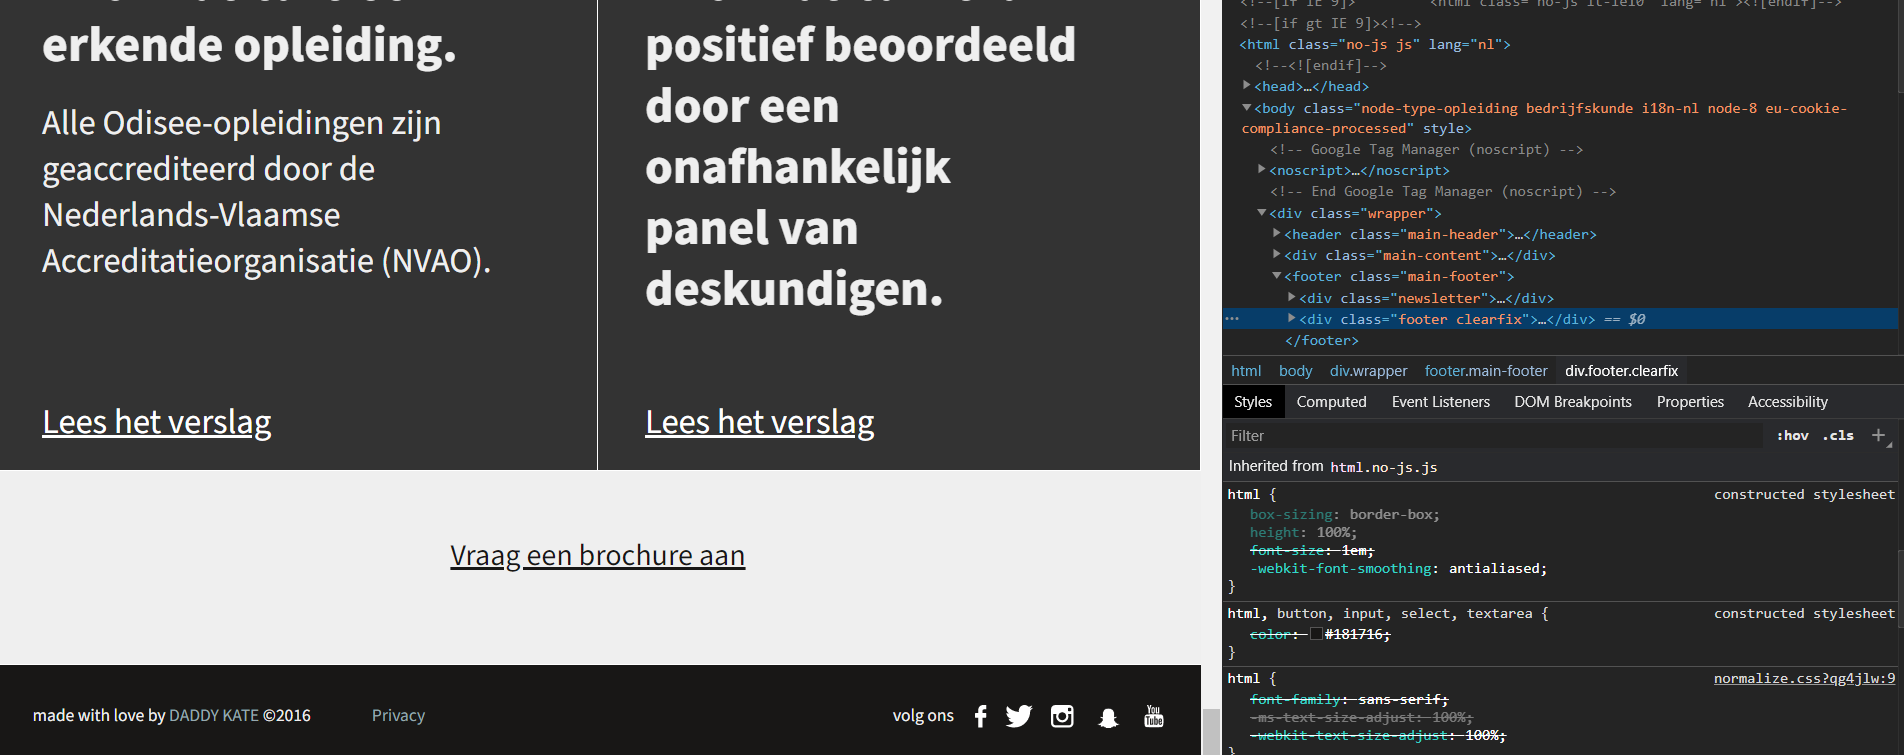 erkende opleiding.
Alle Odisee-opleidingen zijn
geaccrediteerd door de
Nederlands-Vlaamse
Accreditatieorganisatie (NVAO).
Lees het verslag
positief beoordeeld
door een
onafhankelijk
panel van
deskundigen.
Lees het verslag
Vraag een brochure aan
made with love by DADDY KATE ©2016
Privacy
volg ons
You
Tube
<!--[if gt IE 9]><!-->
<html class="no-js js" lang="nl">
<!--<![endif]-->
<head>…</head>
<body class="node-type-opleiding bedrijfskunde i18n-nl node-8 eu-cookie-
compliance-processed" style>
<!-- Google Tag Manager (noscript) -->
<noscript>…</noscript>
<!-- End Google Tag Manager (noscript) -->
<div class="wrapper">
<header class="main-header">…</header>
<div class="main-content">…</div>
<footer class="main-footer">
<div class="newsletter">…</div>
<div class="footer clearfix">…</div> == $0
</footer>
html body div.wrapper footer.main-footer div.footer.clearfix
Styles Computed Event Listeners DOM Breakpoints Properties Accessibility
Filter :hov .cls +
Inherited from html.no-js.js
html { constructed stylesheet
box-sizing: border-box;
height: 100%;
font-size: 1em;
-webkit-font-smoothing: antialiased;
}
html, button, input, select, textarea { constructed stylesheet
color: #181716;
}
html { normalize.css?qg4jlw:9
font-family: sans-serif;
-ms-text-size-adjust: 100%;
-webkit-text-size-adjust: 100%;
}